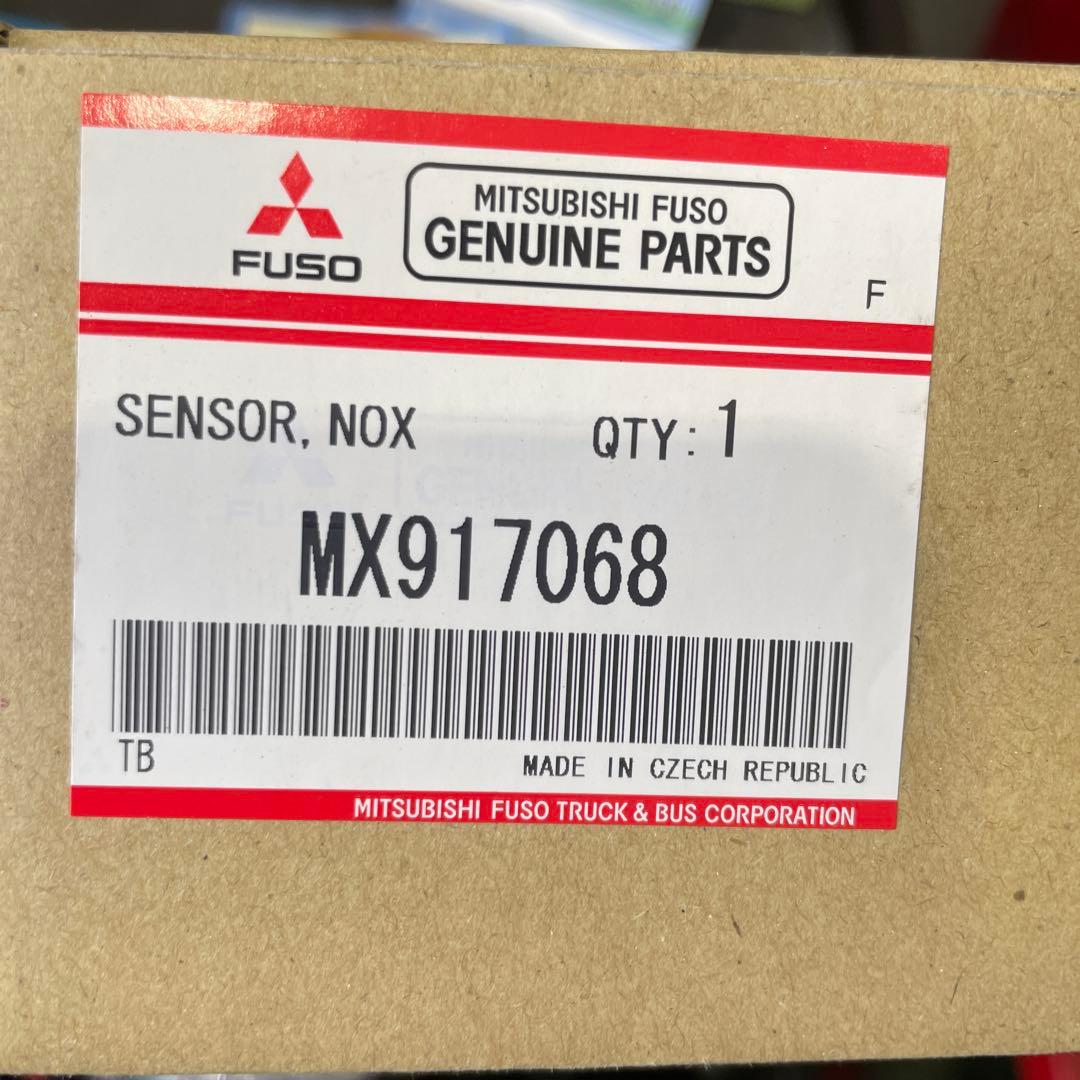 FUSO
MITSUBISHI FUSO
GENUINE PARTS
F
SENSOR, NOX QTY: 1
MX917068
TB
MADE IN CZECH REPUBLIC
MITSUBISHI FUSO TRUCK & BUS CORPORATION